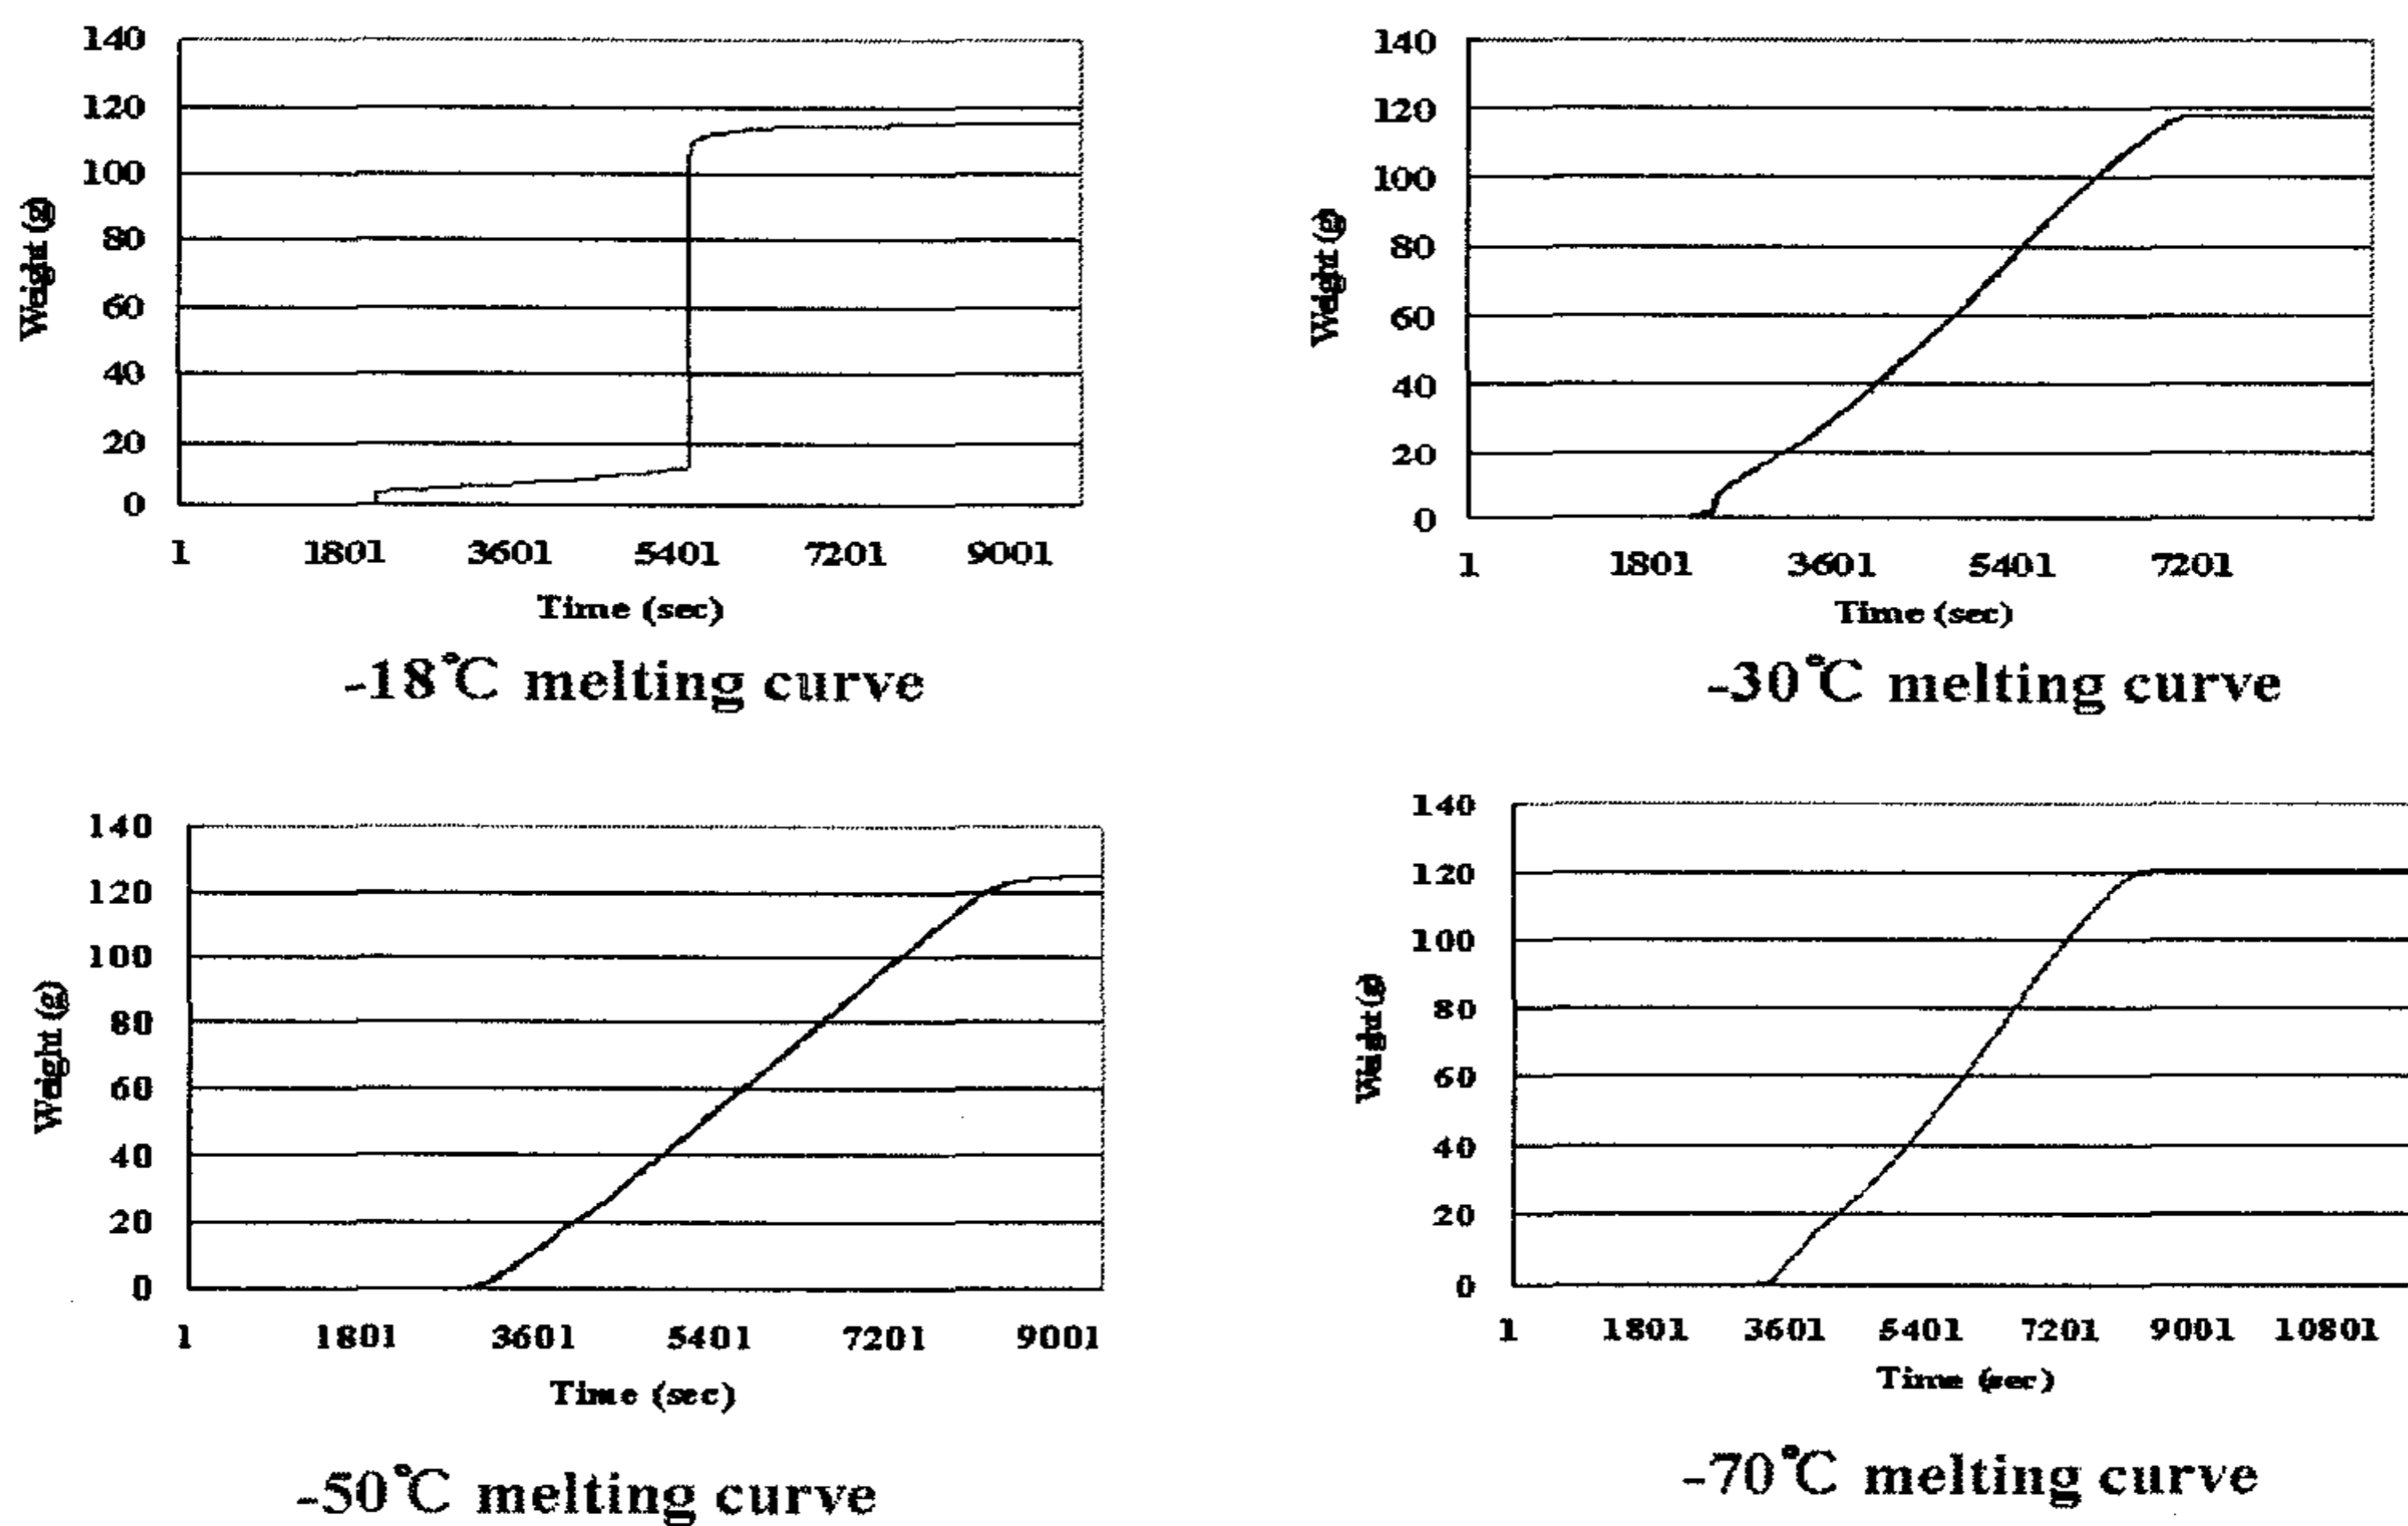 140
120
100
80
60
40
20
0
Weight (g)
1 1801 3601 5401 7201 9001
Time (sec)
-18℃ melting curve
140
120
100
80
60
40
20
0
Weight (g)
1 1801 3601 5401 7201
Time (sec)
-30℃ melting curve
140
120
100
80
60
40
20
0
Weight (g)
1 1801 3601 5401 7201 9001
Time (sec)
-50℃ melting curve
140
120
100
80
60
40
20
0
Weight (g)
1 1801 3601 5401 7201 9001 10801
Time (sec)
-70℃ melting curve